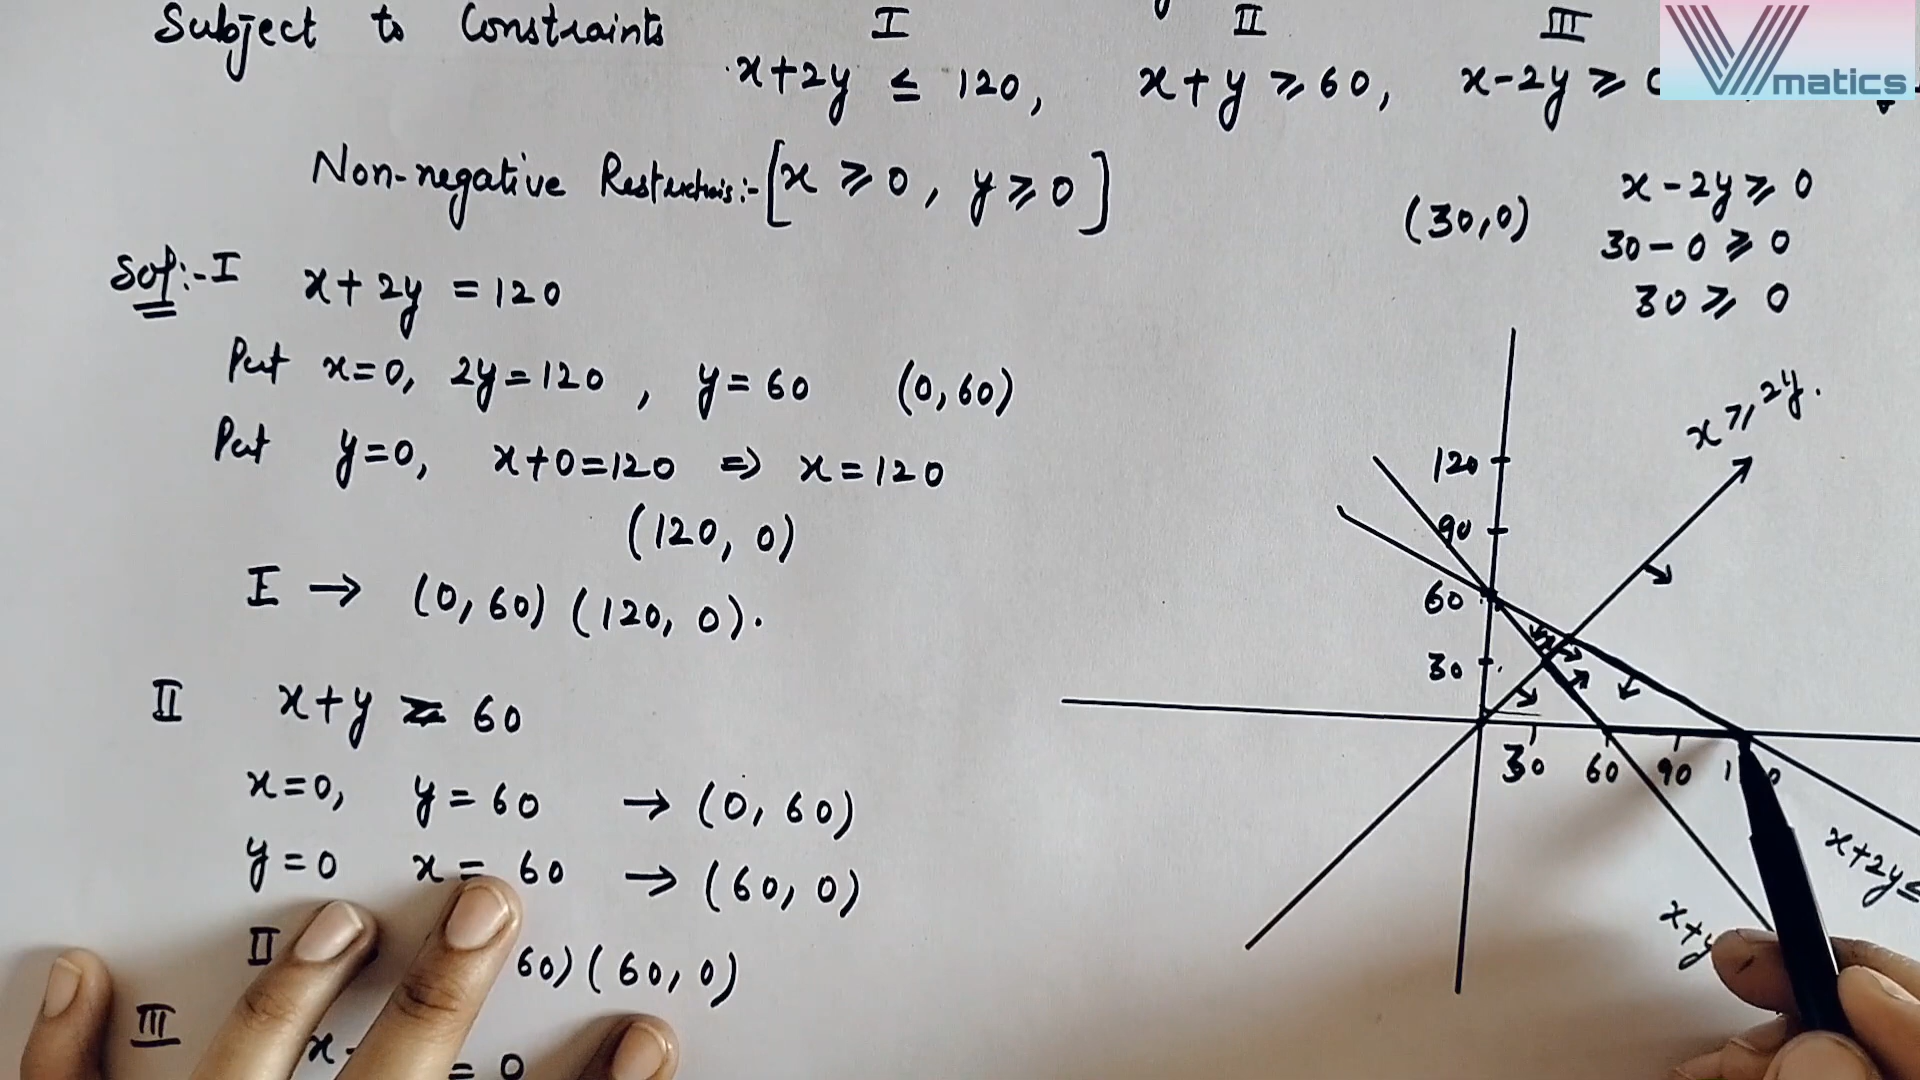 Subject to Constraints
I II III
x+2y ≤ 120, x+y ≥ 60, x-2y ≥
Vmatics
Non-negative :- [x ≥ 0, y ≥ 0]
(30,0)
x-2y ≥ 0
30-0 ≥ 0
30 ≥ 0
Sol:- I x+2y = 120
Put x=0, 2y=120, y=60 (0,60)
Put y=0, x+0=120 ⇒ x=120
(120, 0)
I → (0,60) (120, 0).
II x+y = 60
x=0, y=60 → (0, 60)
y=0 x=60 → (60, 0)
II 60) (60, 0)
III x- = 0
x ≥ 2y.
120
90
60
30
30 60 90 1 0
x+2y ≤
x+y